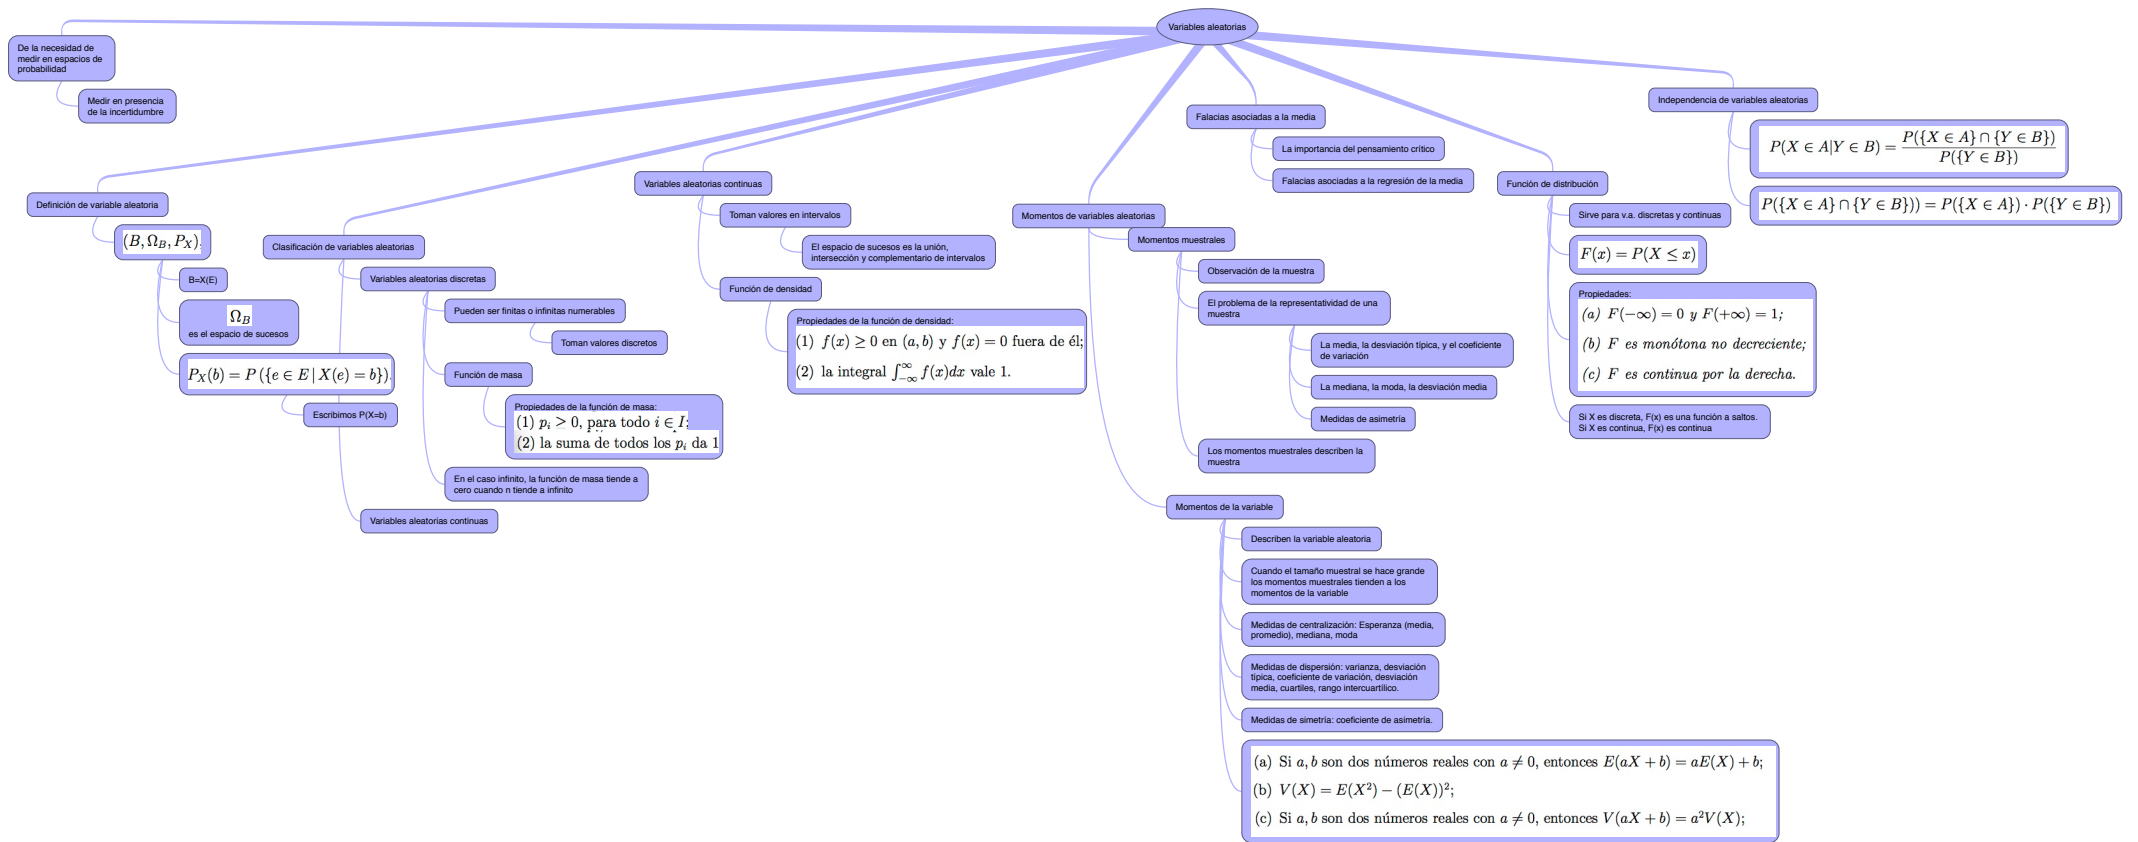 Variables aleatorias
De la necesidad de
medir en espacios de
probabilidad
Medir en presencia
de la incertidumbre
Definición de variable aleatoria
(B, Ω_B, P_X).
B=X(E)
Ω_B
es el espacio de sucesos
P_X(b) = P ({e ∈ E | X(e) = b}).
Escribimos P(X=b)
Clasificación de variables aleatorias
Variables aleatorias discretas
Pueden ser finitas o infinitas numerables
Toman valores discretos
Función de masa
Propiedades de la función de masa:
(1) p_i ≥ 0, para todo i ∈ I;
(2) la suma de todos los p_i da 1
En el caso infinito, la función de masa tiende a
cero cuando n tiende a infinito
Variables aleatorias continuas
Variables aleatorias continuas
Toman valores en intervalos
El espacio de sucesos es la unión,
intersección y complementario de intervalos
Función de densidad
Propiedades de la función de densidad:
(1) f(x) ≥ 0 en (a, b) y f(x) = 0 fuera de él;
(2) la integral ∫_{-∞}^{∞} f(x)dx vale 1.
Momentos de variables aleatorias
Momentos muestrales
Observación de la muestra
El problema de la representatividad de una
muestra
La media, la desviación típica, y el coeficiente
de variación
La mediana, la moda, la desviación media
Medidas de asimetría
Los momentos muestrales describen la
muestra
Momentos de la variable
Describen la variable aleatoria
Cuando el tamaño muestral se hace grande
los momentos muestrales tienden a los
momentos de la variable
Medidas de centralización: Esperanza (media,
promedio), mediana, moda
Medidas de dispersión: varianza, desviación
típica, coeficiente de variación, desviación
media, cuartiles, rango intercuartílico.
Medidas de simetría: coeficiente de asimetría.
(a) Si a, b son dos números reales con a ≠ 0, entonces E(aX + b) = aE(X) + b;
(b) V(X) = E(X²) − (E(X))²;
(c) Si a, b son dos números reales con a ≠ 0, entonces V(aX + b) = a²V(X);
Falacias asociadas a la media
La importancia del pensamiento crítico
Falacias asociadas a la regresión de la media
Función de distribución
Sirve para v.a. discretas y continuas
F(x) = P(X ≤ x)
Propiedades:
(a) F(−∞) = 0 y F(+∞) = 1;
(b) F es monótona no decreciente;
(c) F es continua por la derecha.
Si X es discreta, F(x) es una función a saltos.
Si X es continua, F(x) es continua
Independencia de variables aleatorias
P(X ∈ A|Y ∈ B) = P({X ∈ A} ∩ {Y ∈ B}) / P({Y ∈ B})
P({X ∈ A} ∩ {Y ∈ B})) = P({X ∈ A}) · P({Y ∈ B})